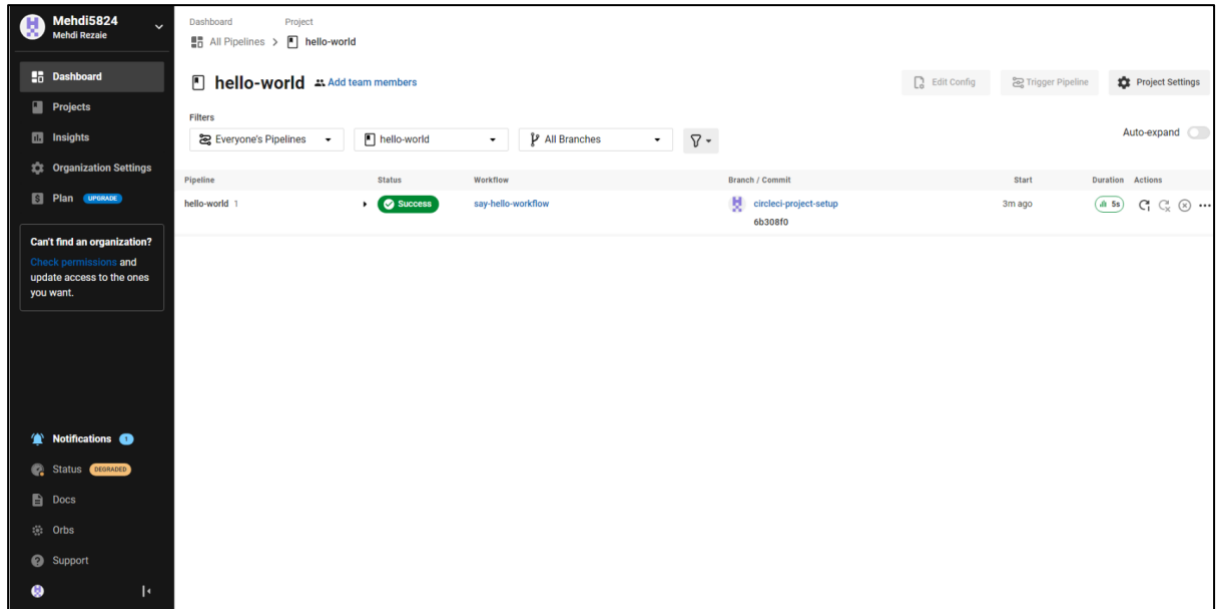 Mehdi5824
Mehdi Rezaie
Dashboard
Projects
Insights
Organization Settings
Plan UPGRADE
Can't find an organization?
Check permissions and
update access to the ones
you want.
Notifications 1
Status DEGRADED
Docs
Orbs
Support
Dashboard Project
All Pipelines > hello-world
hello-world Add team members
Edit Config Trigger Pipeline Project Settings
Filters
Everyone's Pipelines hello-world All Branches
Auto-expand
Pipeline Status Workflow Branch / Commit Start Duration Actions
hello-world 1 Success say-hello-workflow circleci-project-setup 3m ago 5s
6b308f0